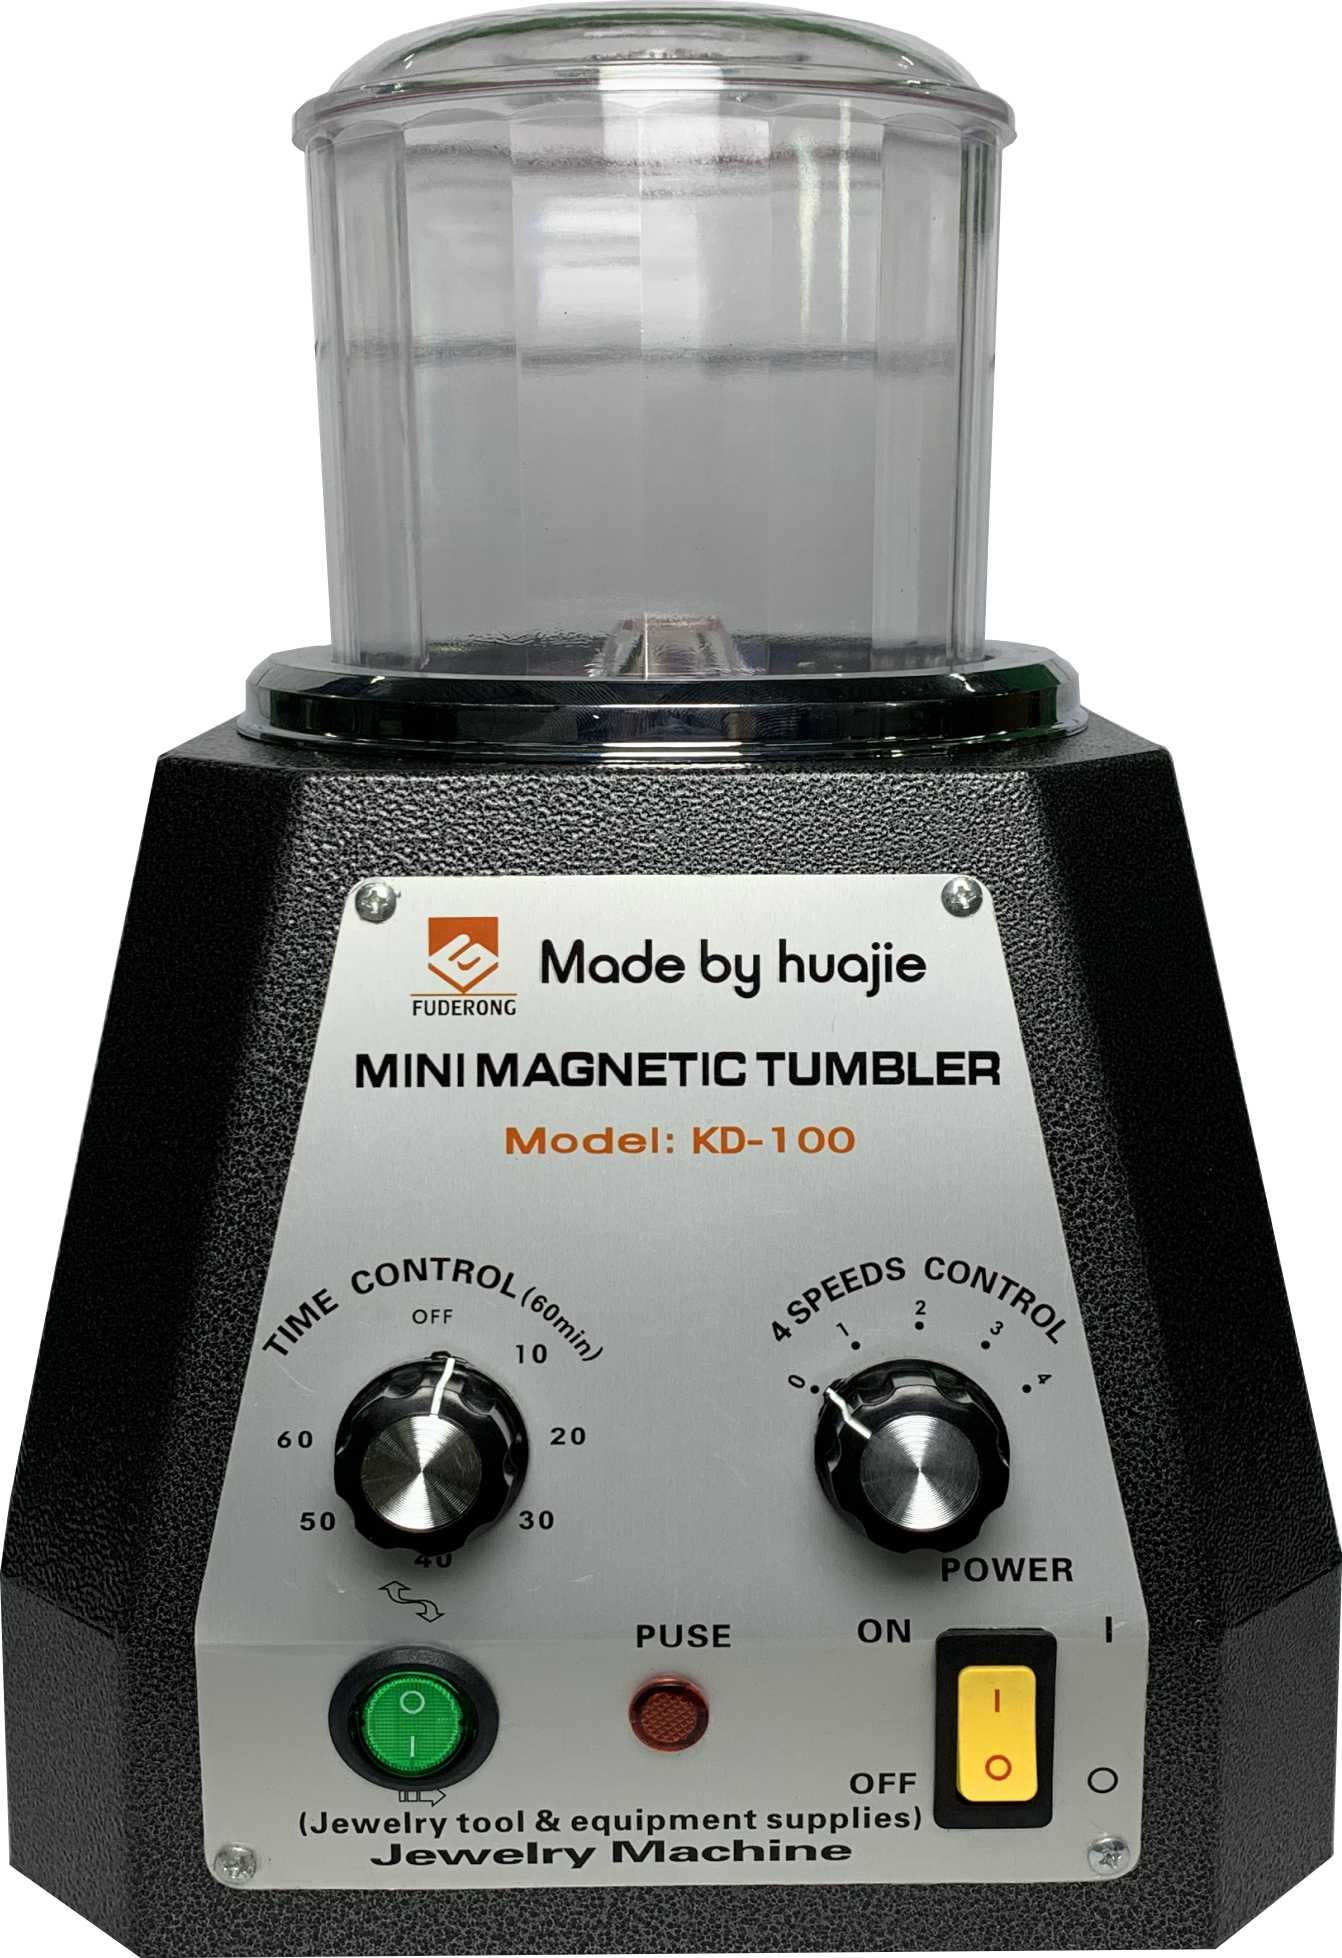 FUDERONG
Made by huajie
MINI MAGNETIC TUMBLER
Model: KD-100
TIME CONTROL (60min)
OFF
10
20
30
40
50
60
4 SPEEDS CONTROL
0
1
2
3
4
POWER
ON
I
PUSE
O
I
I
O
OFF
O
(Jewelry tool & equipment supplies)
Jewelry Machine